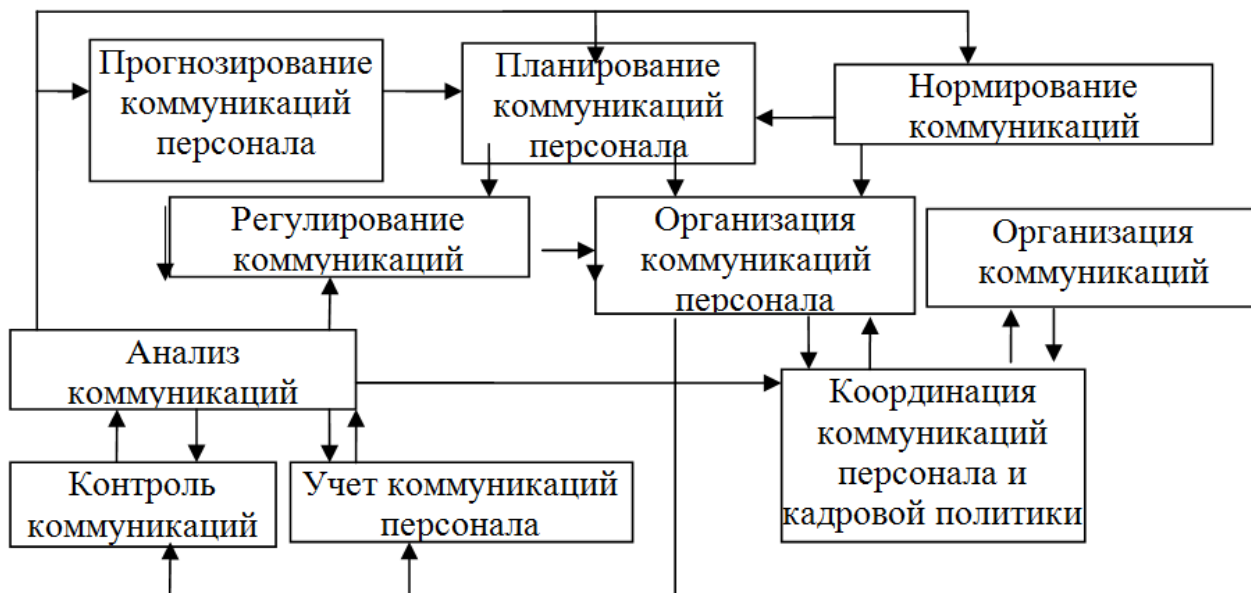 Прогнозирование
коммуникаций
персонала
Планирование
коммуникаций
персонала
Нормирование
коммуникаций
Регулирование
коммуникаций
Организация
коммуникаций
персонала
Организация
коммуникаций
Анализ
коммуникаций
Координация
коммуникаций
персонала и
кадровой политики
Контроль
коммуникаций
Учет коммуникаций
персонала